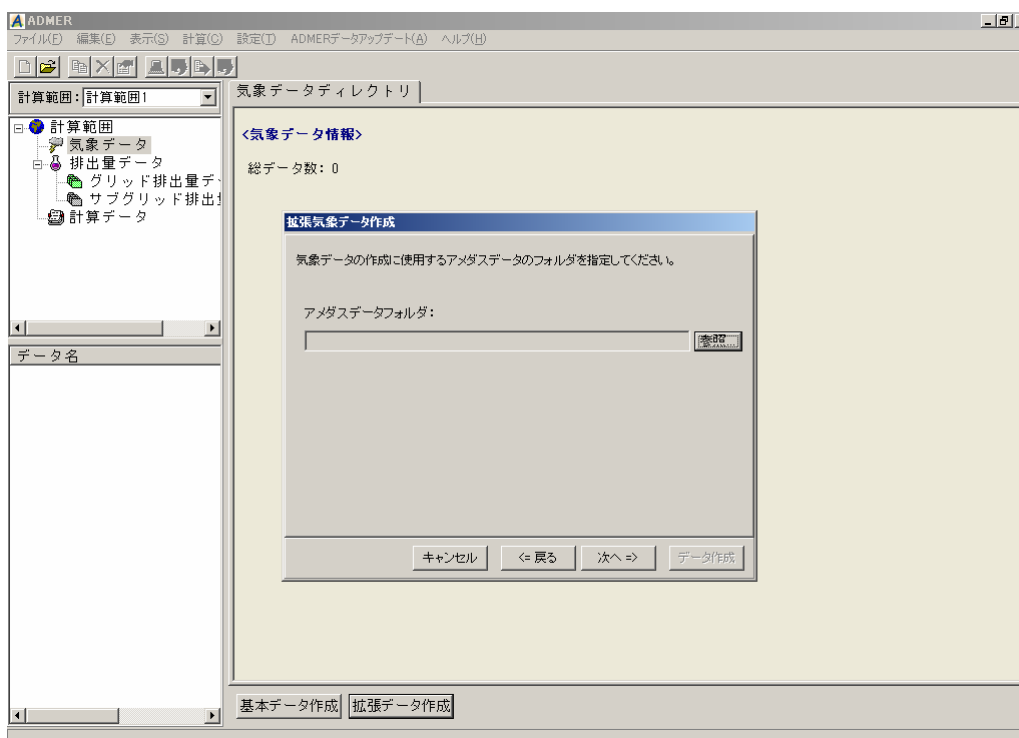 ADMER
ファイル(F) 編集(E) 表示(S) 計算(C) 設定(T) ADMERデータアップデート(A) ヘルプ(H)
計算範囲: 計算範囲1
計算範囲
気象データ
排出量データ
グリッド排出量デ
サブグリッド排出
計算データ
データ名
気象データディレクトリ
<気象データ情報>
総データ数: 0
拡張気象データ作成
気象データの作成に使用するアメダスデータのフォルダを指定してください。
アメダスデータフォルダ:
参照...
キャンセル <= 戻る 次へ => データ作成
基本データ作成 拡張データ作成